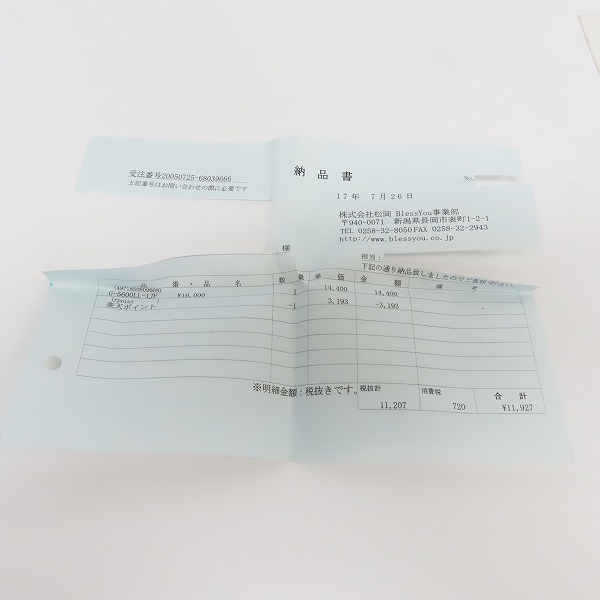 受注番号20050725-68039666
上記番号はお問い合わせの際に必要です
納品書
No.
17年 7月26日
株式会社松岡 BlessYou事業部
〒940-0071 新潟県長岡市表町1-2-1
TEL 0258-32-8050 FAX 0258-32-2943
http://www.blessyou.co.jp
様
担当:
下記の通り納品致しましたのでご査収下さい
品 番・品 名 数量 単価 金額 備考
G-5600LL-1JF ¥16,000 1 14,400 14,400
(rpoint )
楽天ポイント -1 3,193 -3,193 -
※明細金額:税抜きです。 税抜計 消費税 合計
11,207 720 ¥11,927